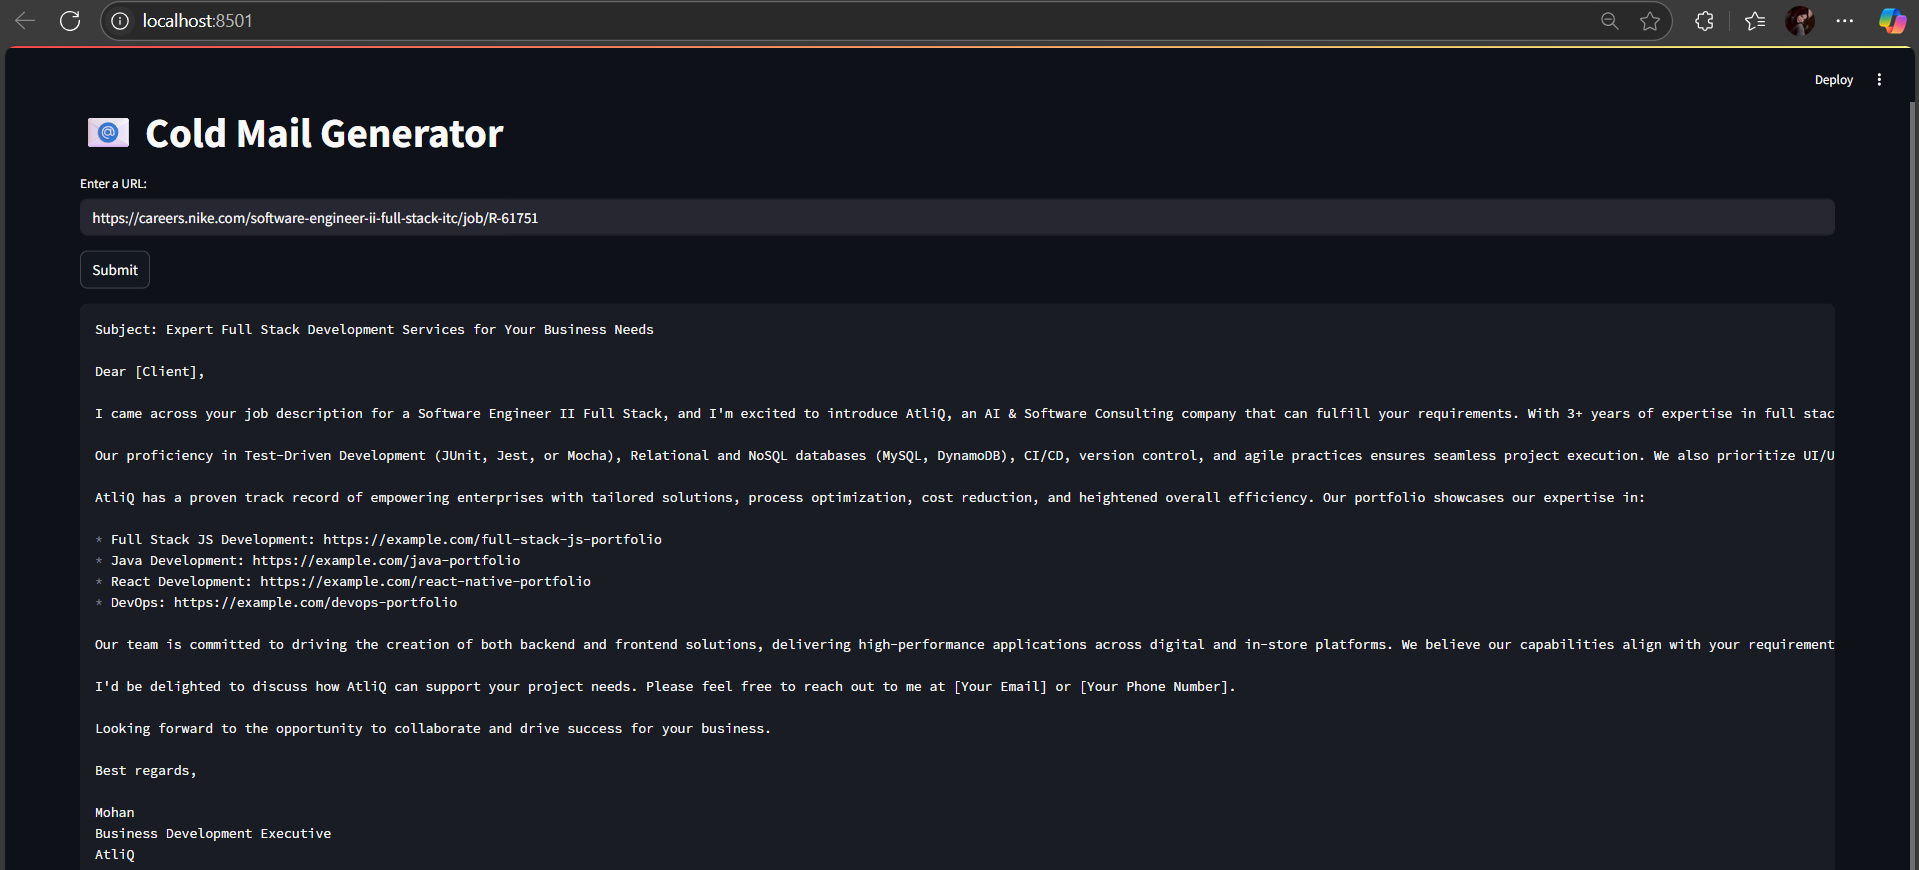 localhost:8501
Deploy
Cold Mail Generator
Enter a URL:
https://careers.nike.com/software-engineer-ii-full-stack-itc/job/R-61751
Submit
Subject: Expert Full Stack Development Services for Your Business Needs
Dear [Client],
I came across your job description for a Software Engineer II Full Stack, and I'm excited to introduce AtliQ, an AI & Software Consulting company that can fulfill your requirements. With 3+ years of expertise in full stac
Our proficiency in Test-Driven Development (JUnit, Jest, or Mocha), Relational and NoSQL databases (MySQL, DynamoDB), CI/CD, version control, and agile practices ensures seamless project execution. We also prioritize UI/U
AtliQ has a proven track record of empowering enterprises with tailored solutions, process optimization, cost reduction, and heightened overall efficiency. Our portfolio showcases our expertise in:
* Full Stack JS Development: https://example.com/full-stack-js-portfolio
* Java Development: https://example.com/java-portfolio
* React Development: https://example.com/react-native-portfolio
* DevOps: https://example.com/devops-portfolio
Our team is committed to driving the creation of both backend and frontend solutions, delivering high-performance applications across digital and in-store platforms. We believe our capabilities align with your requirement
I'd be delighted to discuss how AtliQ can support your project needs. Please feel free to reach out to me at [Your Email] or [Your Phone Number].
Looking forward to the opportunity to collaborate and drive success for your business.
Best regards,
Mohan
Business Development Executive
AtliQ